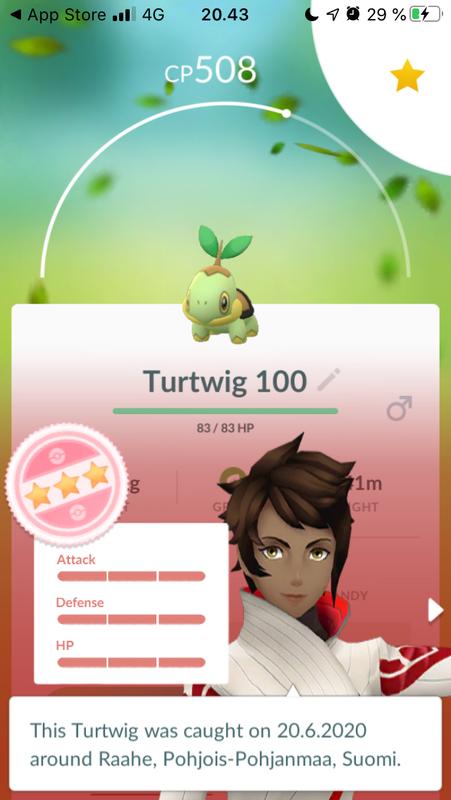 App Store 4G 20.43 29 %
CP508
Turtwig 100
83 / 83 HP
g
1m
GR
GHT
NDY
Attack
Defense
HP
This Turtwig was caught on 20.6.2020
around Raahe, Pohjois-Pohjanmaa, Suomi.